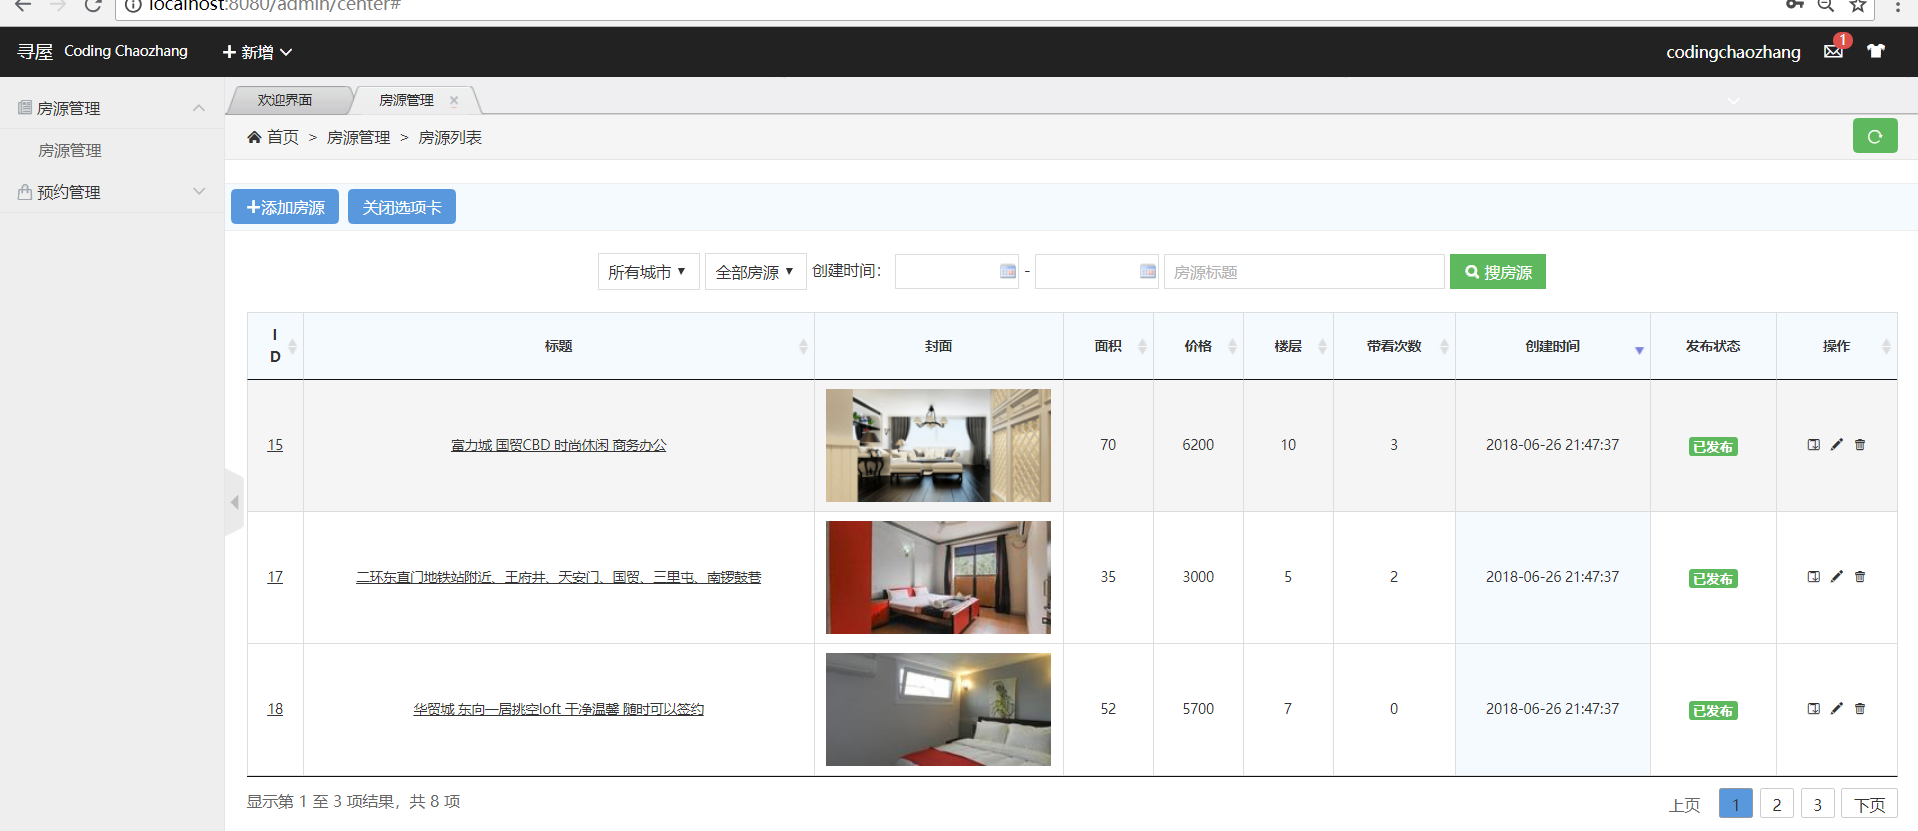 localhost:8080/admin/center#
寻屋 Coding Chaozhang 新增 codingchaozhang 1
房源管理
房源管理
预约管理
欢迎界面 房源管理
首页 > 房源管理 > 房源列表
添加房源 关闭选项卡
所有城市 全部房源 创建时间： - 房源标题 搜房源
ID 标题 封面 面积 价格 楼层 带看次数 创建时间 发布状态 操作
15 富力城 国贸CBD 时尚休闲 商务办公 70 6200 10 3 2018-06-26 21:47:37 已发布
17 二环东直门地铁站附近、王府井、天安门、国贸、三里屯、南锣鼓巷 35 3000 5 2 2018-06-26 21:47:37 已发布
18 华贸城 东向一居挑空loft 干净温馨 随时可以签约 52 5700 7 0 2018-06-26 21:47:37 已发布
显示第 1 至 3 项结果，共 8 项 上页 1 2 3 下页